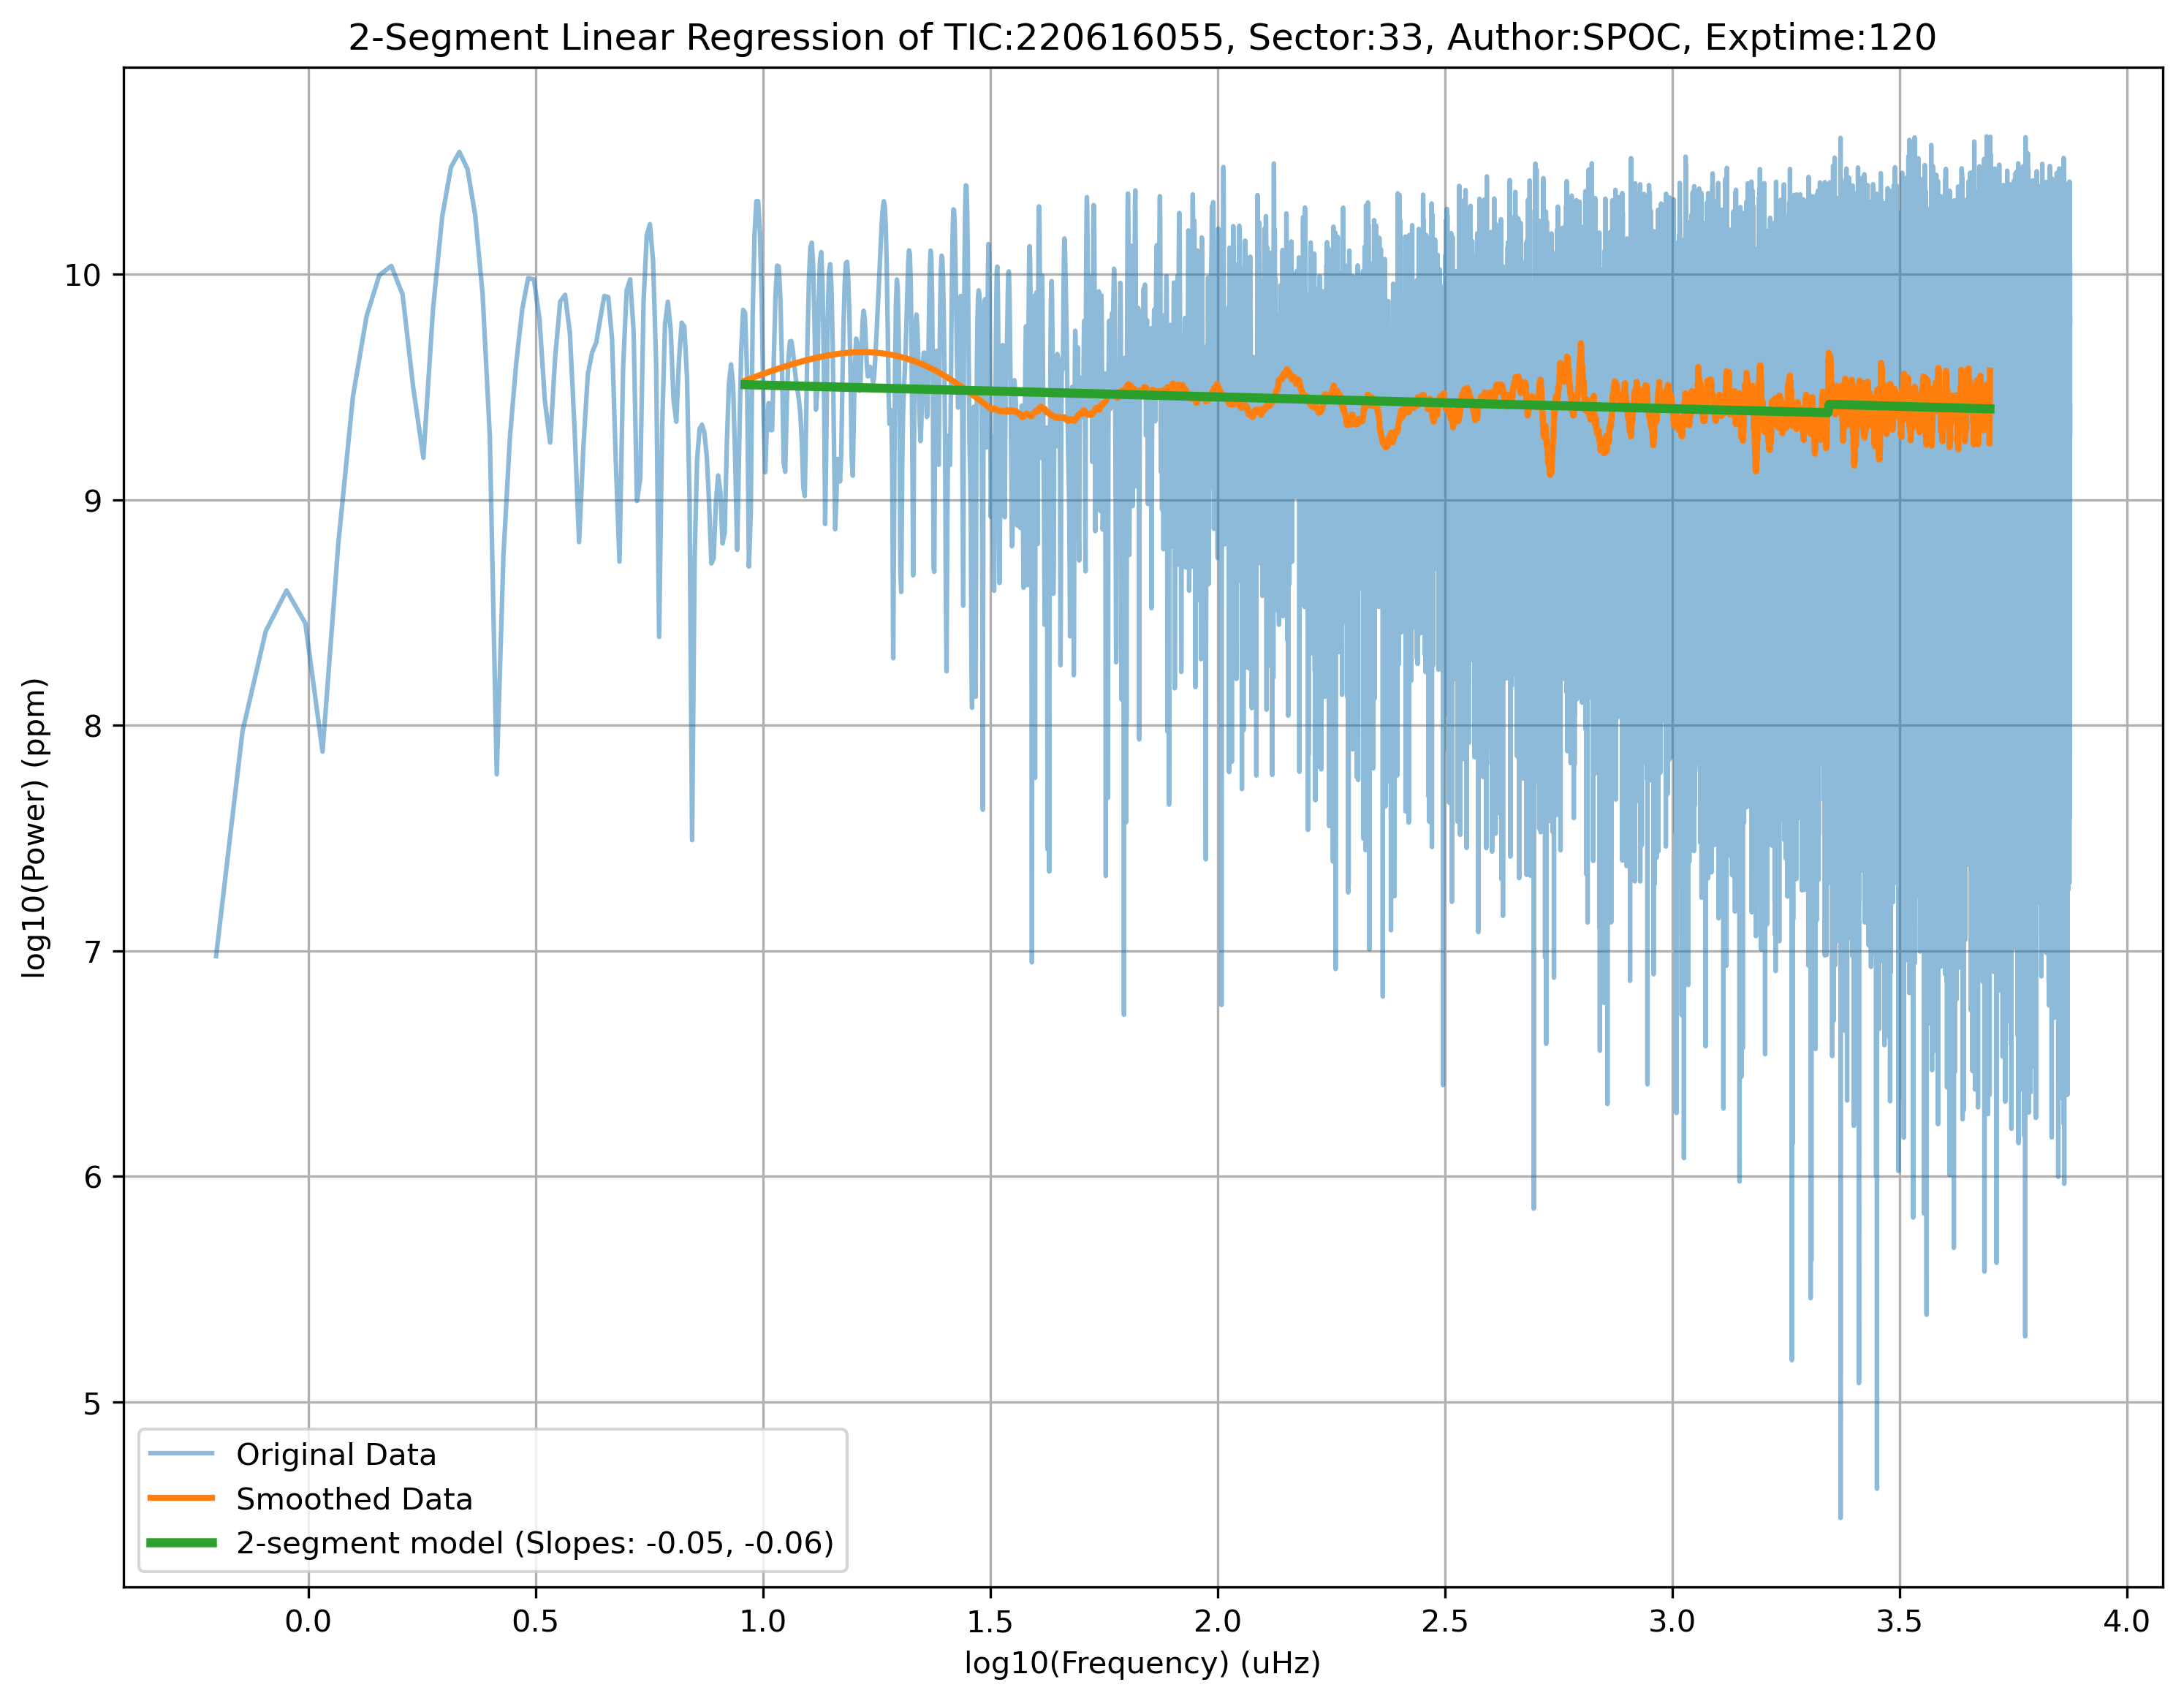 2-Segment Linear Regression of TIC:220616055, Sector:33, Author:SPOC, Exptime:120
log10(Power) (ppm)
10
9
8
7
6
5
Original Data
Smoothed Data
2-segment model (Slopes: -0.05, -0.06)
0.0 0.5 1.0 1.5 2.0 2.5 3.0 3.5 4.0
log10(Frequency) (uHz)